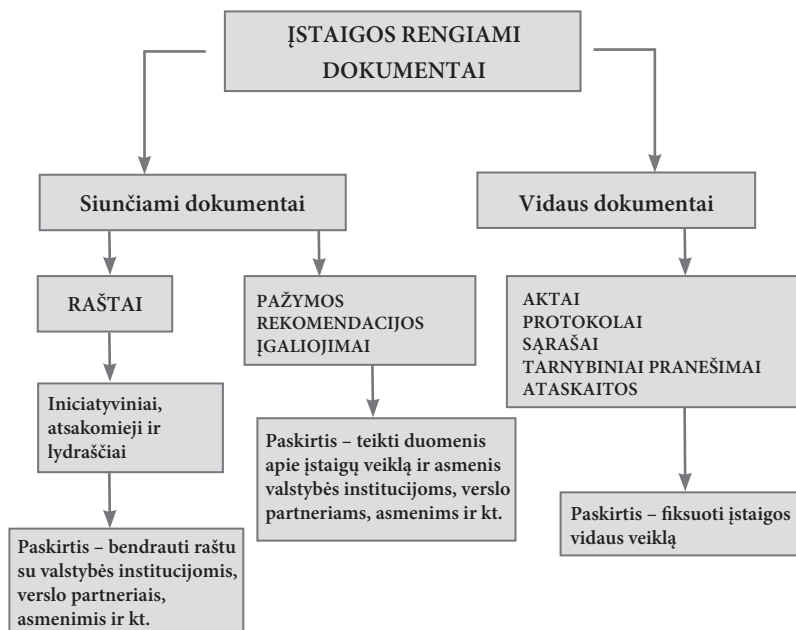 ĮSTAIGOS RENGIAMI
DOKUMENTAI
Siunčiami dokumentai
Vidaus dokumentai
RAŠTAI
PAŽYMOS
REKOMENDACIJOS
ĮGALIOJIMAI
AKTAI
PROTOKOLAI
SĄRAŠAI
TARNYBINIAI PRANEŠIMAI
ATASKAITOS
Iniciatyviniai,
atsakomieji ir
lydraščiai
Paskirtis – teikti duomenis
apie įstaigų veiklą ir asmenis
valstybės institucijoms, verslo
partneriams, asmenims ir kt.
Paskirtis – fiksuoti įstaigos
vidaus veiklą
Paskirtis – bendrauti raštu
su valstybės institucijomis,
verslo partneriais,
asmenimis ir kt.